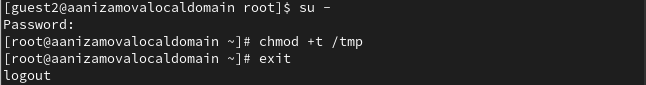 [guest2@aanizamovalocaldomain root]$ su -
Password:
[root@aanizamovalocaldomain ~]# chmod +t /tmp
[root@aanizamovalocaldomain ~]# exit
logout